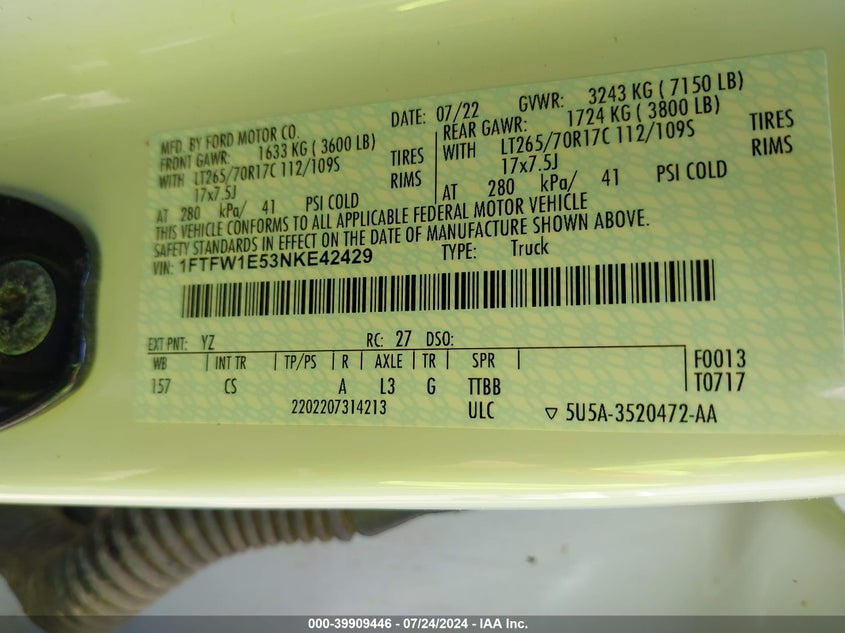 MFD. BY FORD MOTOR CO. DATE: 07/22 GVWR: 3243 KG ( 7150 LB)
FRONT GAWR: 1633 KG ( 3600 LB) REAR GAWR: 1724 KG ( 3800 LB)
WITH LT265/70R17C 112/109S TIRES WITH LT265/70R17C 112/109S TIRES
17x7.5J RIMS 17x7.5J RIMS
AT 280 kPa/ 41 PSI COLD AT 280 kPa/ 41 PSI COLD
THIS VEHICLE CONFORMS TO ALL APPLICABLE FEDERAL MOTOR VEHICLE
SAFETY STANDARDS IN EFFECT ON THE DATE OF MANUFACTURE SHOWN ABOVE.
VIN: 1FTFW1E53NKE42429 TYPE: Truck
EXT PNT: YZ RC: 27 DSO:
WB | INT TR | TP/PS | R | AXLE | TR | SPR | F0013
157 CS A L3 G TTBB T0717
2202207314213 ULC ▽ 5U5A-3520472-AA
000-39909446 - 07/24/2024 - IAA Inc.